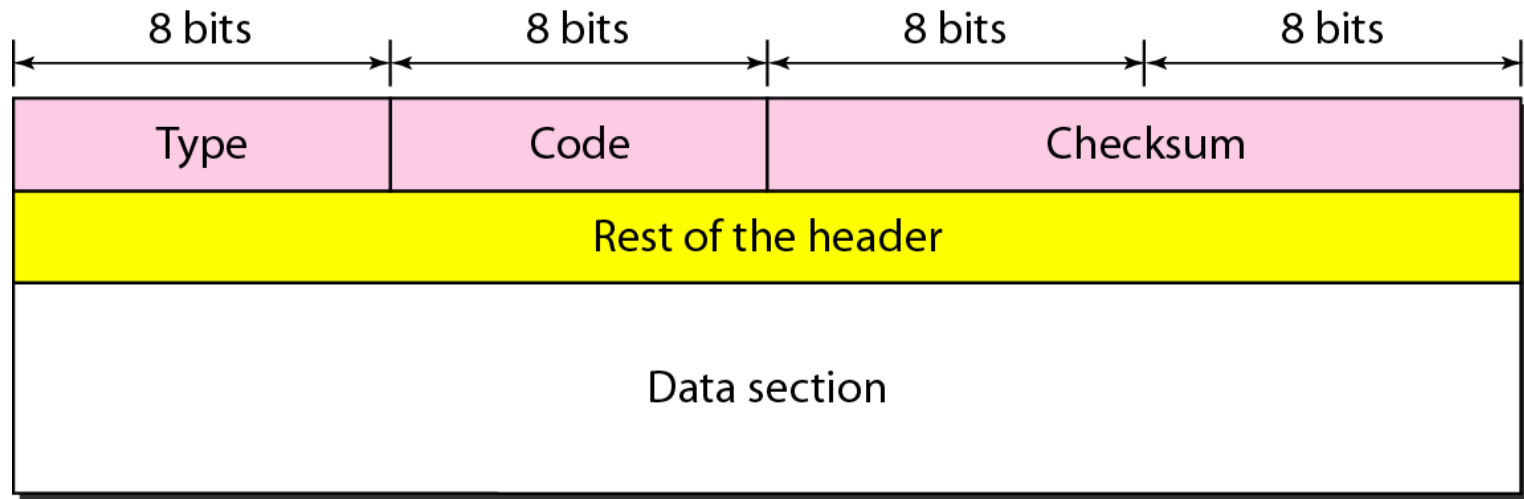 8 bits 8 bits 8 bits 8 bits
Type Code Checksum
Rest of the header
Data section